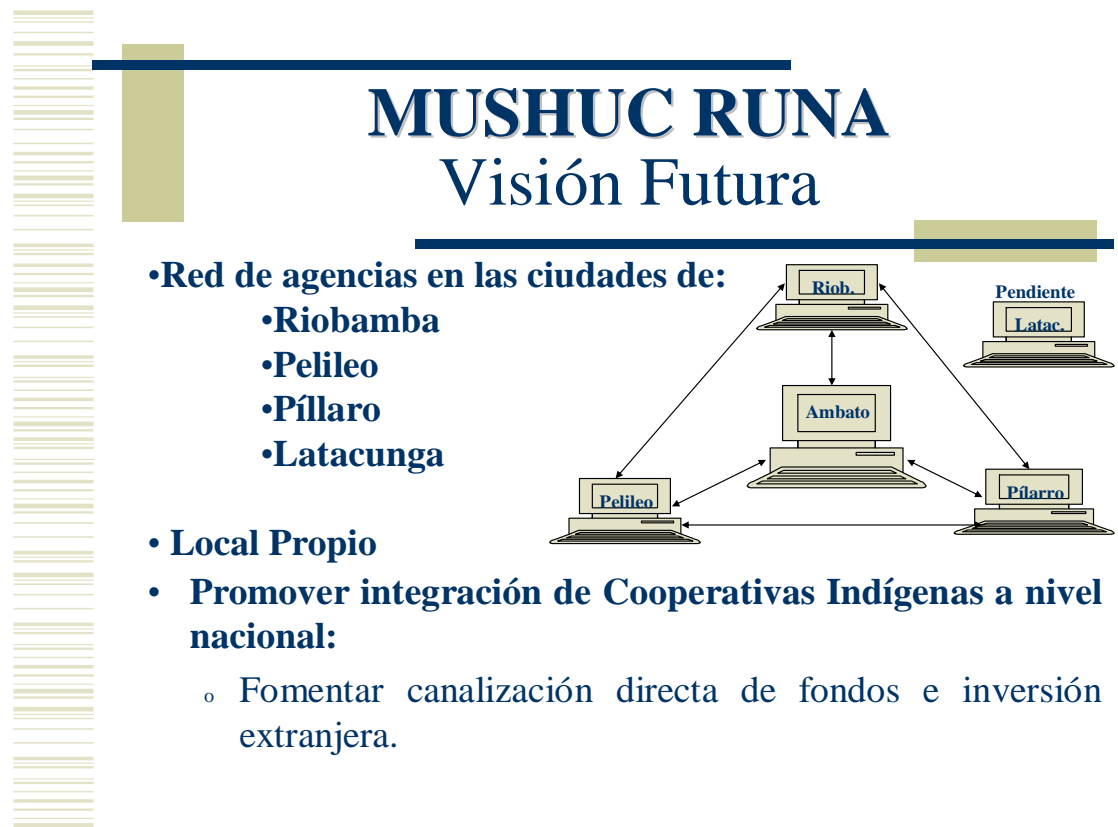 MUSHUC RUNA
Visión Futura
•Red de agencias en las ciudades de:
•Riobamba
•Pelileo
•Píllaro
•Latacunga
Riob.
Pendiente
Latac.
Ambato
Pelileo
Pílarro
• Local Propio
• Promover integración de Cooperativas Indígenas a nivel
nacional:
o Fomentar canalización directa de fondos e inversión
extranjera.